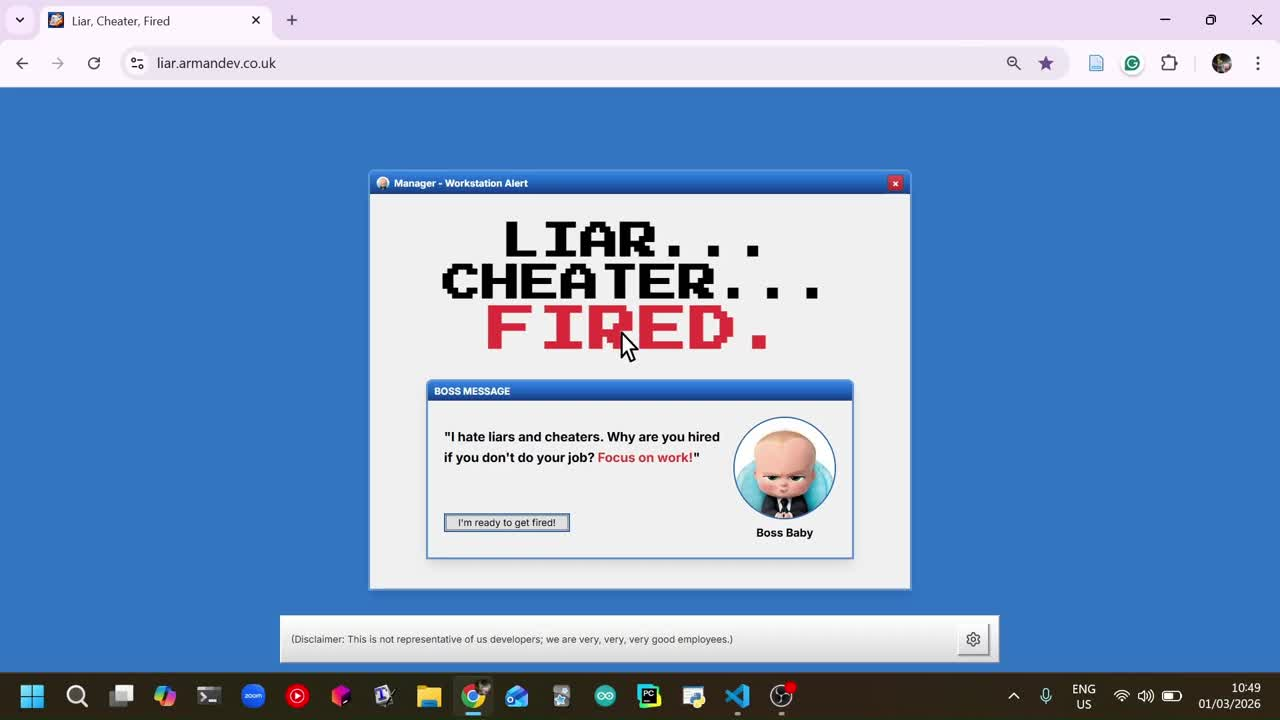 Liar, Cheater, Fired
liar.armandev.co.uk
Manager - Workstation Alert
LIAR...
CHEATER...
FIRED.
BOSS MESSAGE
"I hate liars and cheaters. Why are you hired
if you don't do your job? Focus on work!"
I'm ready to get fired!
Boss Baby
(Disclaimer: This is not representative of us developers; we are very, very, very good employees.)
zoom
PC
ENG
US
10:49
01/03/2026